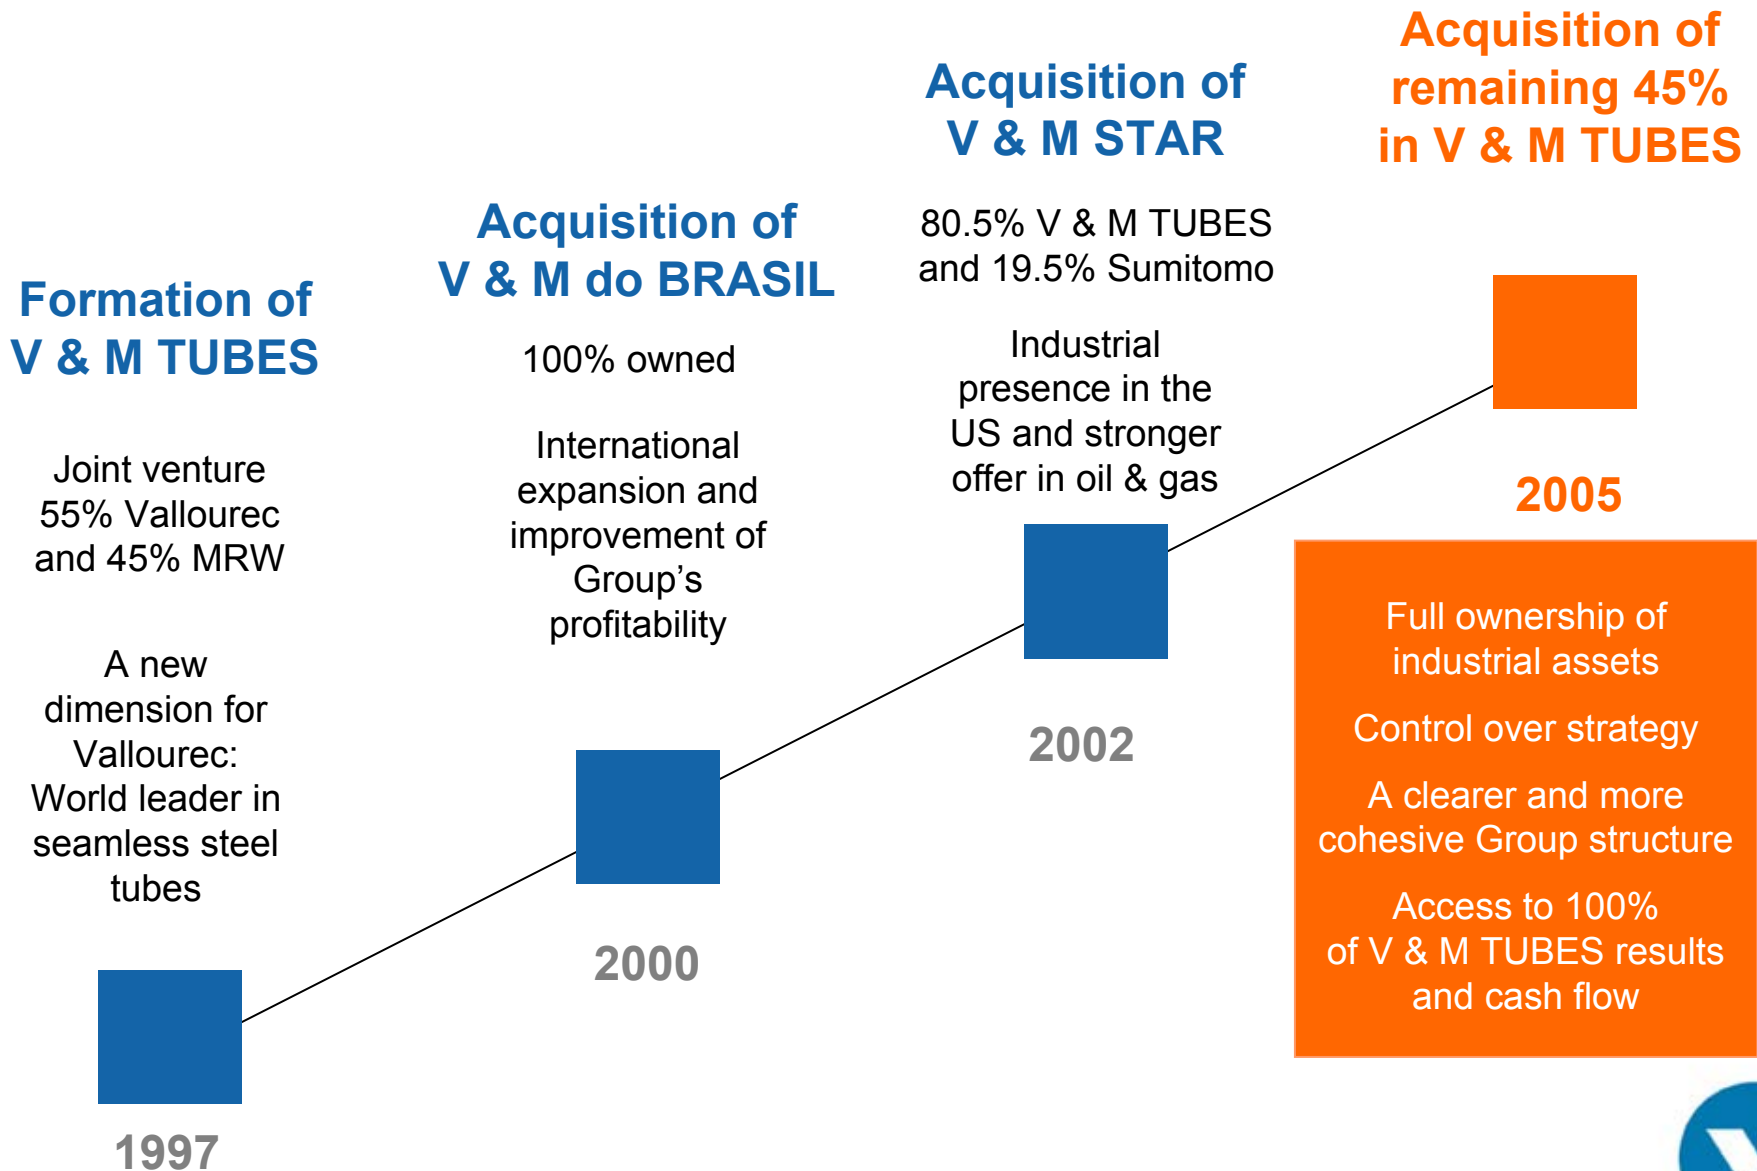 Formation of
V & M TUBES
Joint venture
55% Vallourec
and 45% MRW
A new
dimension for
Vallourec:
World leader in
seamless steel
tubes
1997
Acquisition of
V & M do BRASIL
100% owned
International
expansion and
improvement of
Group’s
profitability
2000
Acquisition of
V & M STAR
80.5% V & M TUBES
and 19.5% Sumitomo
Industrial
presence in the
US and stronger
offer in oil & gas
2002
Acquisition of
remaining 45%
in V & M TUBES
2005
Full ownership of
industrial assets
Control over strategy
A clearer and more
cohesive Group structure
Access to 100%
of V & M TUBES results
and cash flow